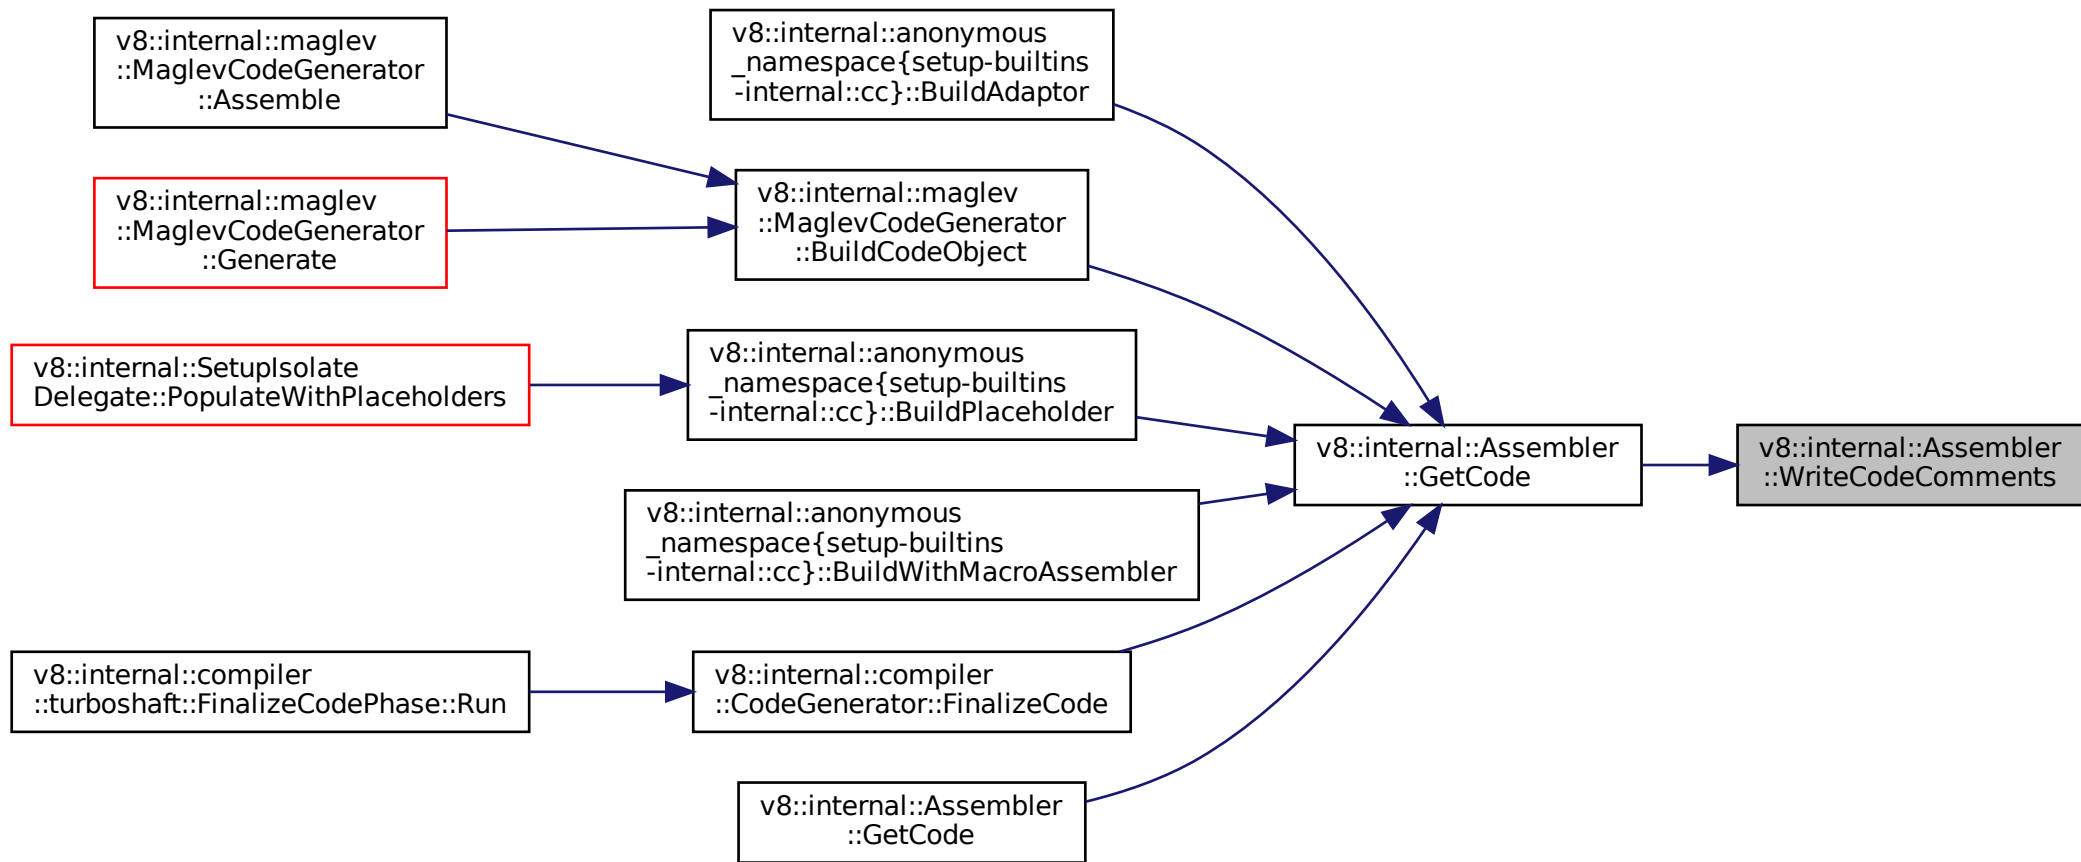 v8::internal::maglev
::MaglevCodeGenerator
::Assemble
v8::internal::maglev
::MaglevCodeGenerator
::Generate
v8::internal::SetupIsolate
Delegate::PopulateWithPlaceholders
v8::internal::compiler
::turboshaft::FinalizeCodePhase::Run
v8::internal::anonymous
_namespace{setup-builtins
-internal::cc}::BuildAdaptor
v8::internal::maglev
::MaglevCodeGenerator
::BuildCodeObject
v8::internal::anonymous
_namespace{setup-builtins
-internal::cc}::BuildPlaceholder
v8::internal::anonymous
_namespace{setup-builtins
-internal::cc}::BuildWithMacroAssembler
v8::internal::compiler
::CodeGenerator::FinalizeCode
v8::internal::Assembler
::GetCode
v8::internal::Assembler
::GetCode
v8::internal::Assembler
::WriteCodeComments